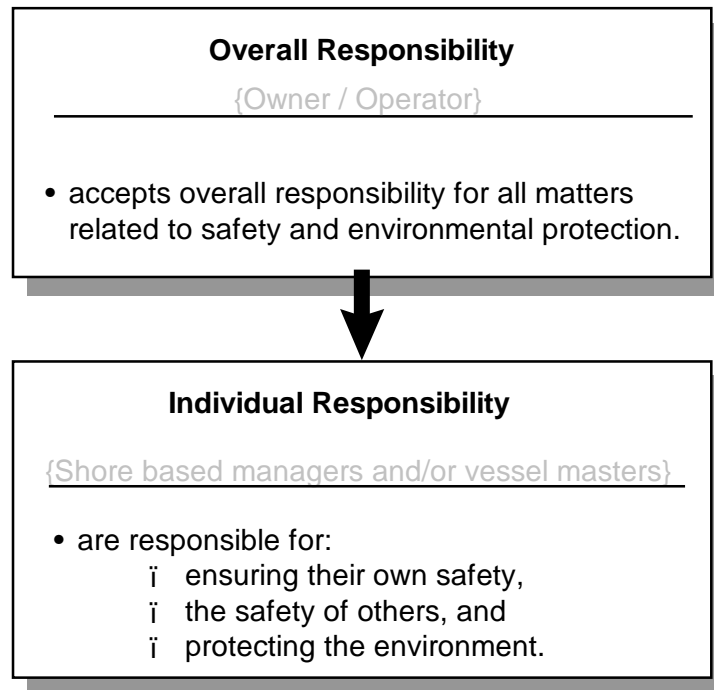 Overall Responsibility
{Owner / Operator}
• accepts overall responsibility for all matters
related to safety and environmental protection.
Individual Responsibility
{Shore based managers and/or vessel masters}
• are responsible for:
ï ensuring their own safety,
ï the safety of others, and
ï protecting the environment.